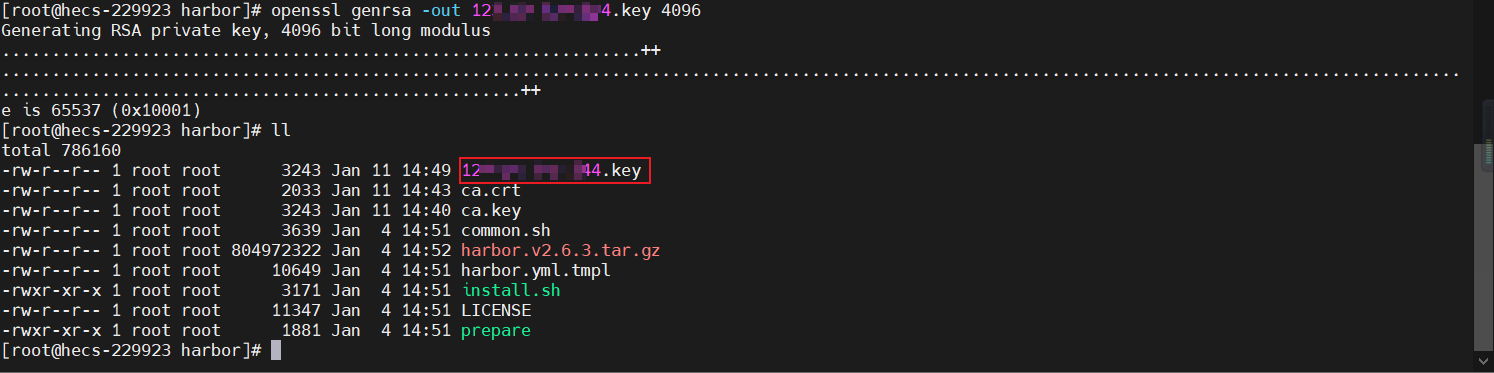 [root@hecs-229923 harbor]# openssl genrsa -out 12 4.key 4096
Generating RSA private key, 4096 bit long modulus
................................................................++
..................................................................................................................................................
....................................................++
e is 65537 (0x10001)
[root@hecs-229923 harbor]# ll
total 786160
-rw-r--r-- 1 root root      3243 Jan 11 14:49 12 44.key
-rw-r--r-- 1 root root      2033 Jan 11 14:43 ca.crt
-rw-r--r-- 1 root root      3243 Jan 11 14:40 ca.key
-rw-r--r-- 1 root root      3639 Jan  4 14:51 common.sh
-rw-r--r-- 1 root root 804972322 Jan  4 14:52 harbor.v2.6.3.tar.gz
-rw-r--r-- 1 root root     10649 Jan  4 14:51 harbor.yml.tmpl
-rwxr-xr-x 1 root root      3171 Jan  4 14:51 install.sh
-rw-r--r-- 1 root root     11347 Jan  4 14:51 LICENSE
-rwxr-xr-x 1 root root      1881 Jan  4 14:51 prepare
[root@hecs-229923 harbor]#